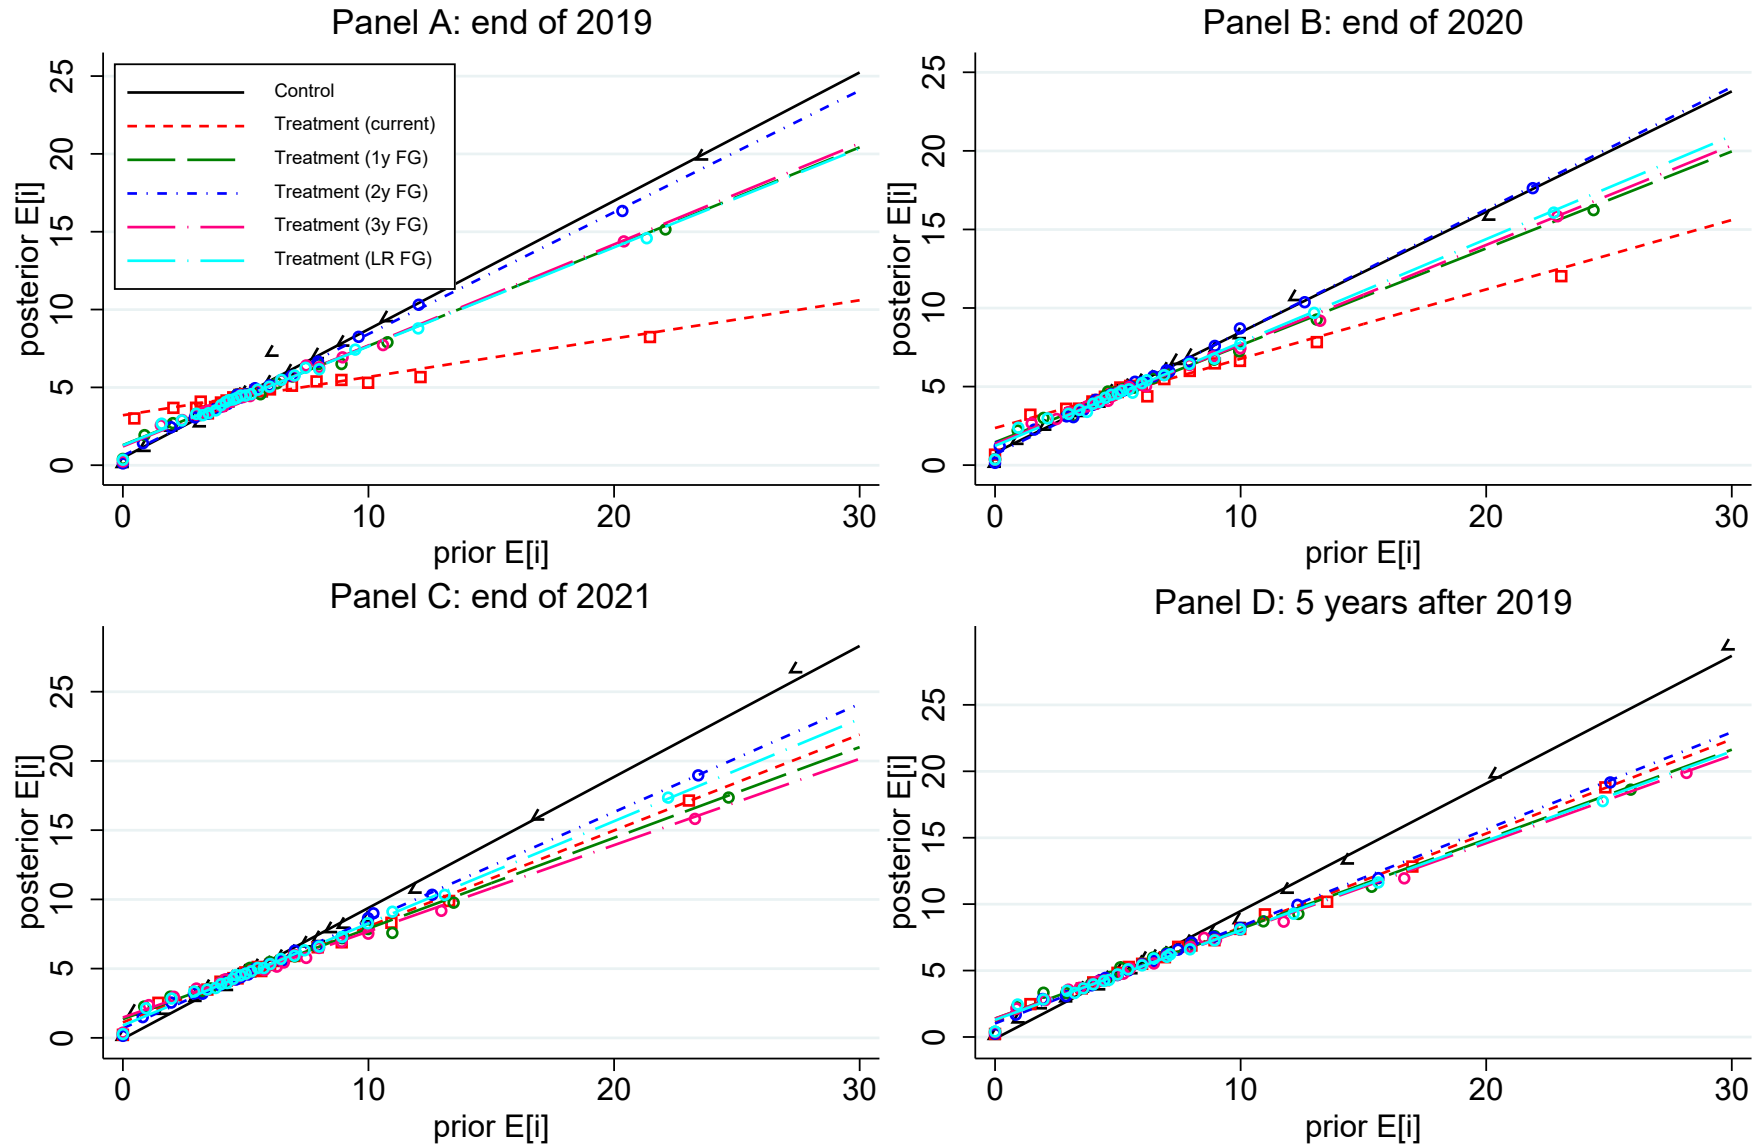 Panel A: end of 2019
posterior E[i]
25
20
15
10
5
0
Control
Treatment (current)
Treatment (1y FG)
Treatment (2y FG)
Treatment (3y FG)
Treatment (LR FG)
0 10 20 30
prior E[i]
Panel B: end of 2020
posterior E[i]
25
20
15
10
5
0
0 10 20 30
prior E[i]
Panel C: end of 2021
posterior E[i]
25
20
15
10
5
0
0 10 20 30
prior E[i]
Panel D: 5 years after 2019
posterior E[i]
25
20
15
10
5
0
0 10 20 30
prior E[i]